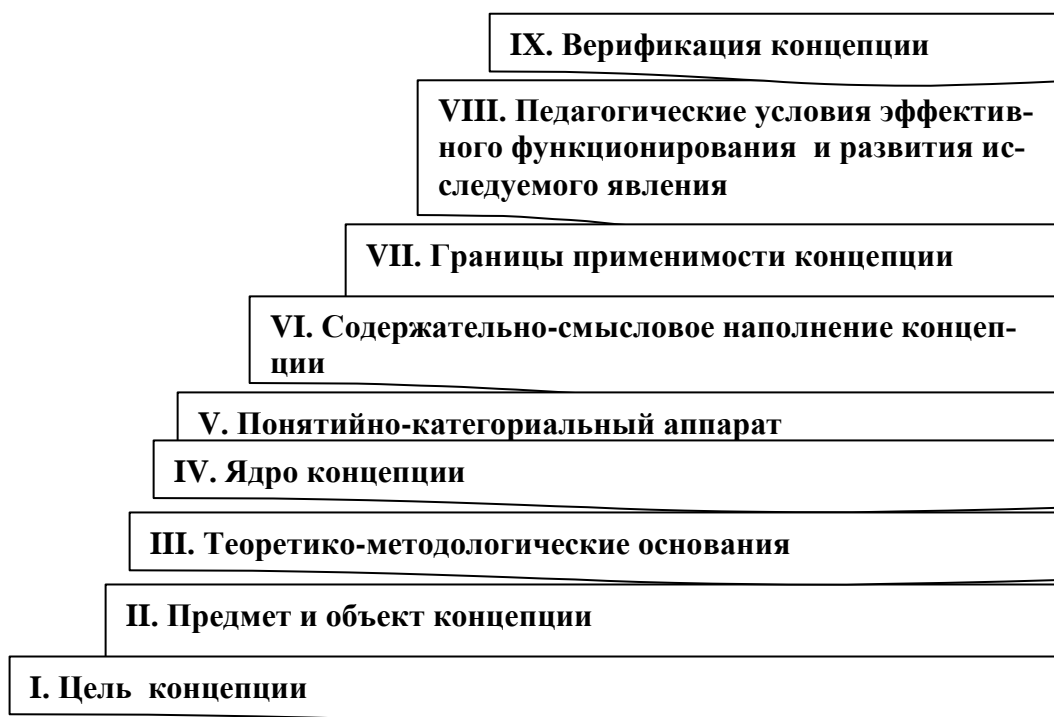 IX. Верификация концепции
VIII. Педагогические условия эффектив-
ного функционирования и развития ис-
следуемого явления
VII. Границы применимости концепции
VI. Содержательно-смысловое наполнение концеп-
ции
V. Понятийно-категориальный аппарат
IV. Ядро концепции
III. Теоретико-методологические основания
II. Предмет и объект концепции
I. Цель концепции